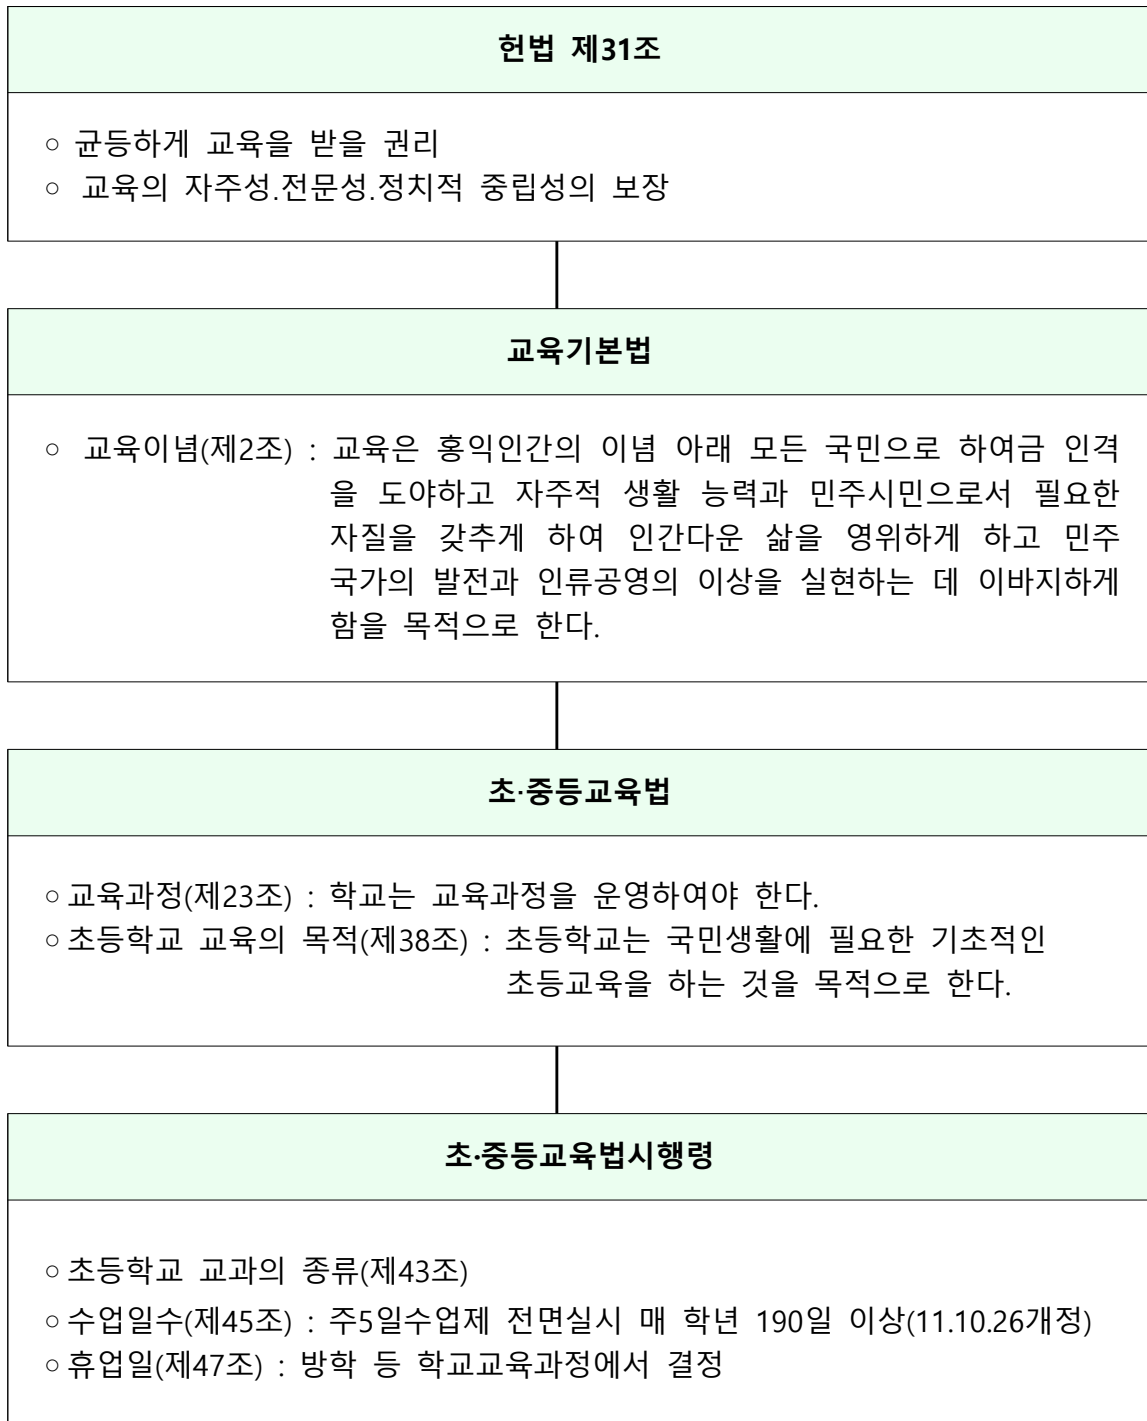 헌법 제31조
○ 균등하게 교육을 받을 권리
○ 교육의 자주성.전문성.정치적 중립성의 보장
교육기본법
○ 교육이념(제2조) : 교육은 홍익인간의 이념 아래 모든 국민으로 하여금 인격
을 도야하고 자주적 생활 능력과 민주시민으로서 필요한
자질을 갖추게 하여 인간다운 삶을 영위하게 하고 민주
국가의 발전과 인류공영의 이상을 실현하는 데 이바지하게
함을 목적으로 한다.
초·중등교육법
○ 교육과정(제23조) : 학교는 교육과정을 운영하여야 한다.
○ 초등학교 교육의 목적(제38조) : 초등학교는 국민생활에 필요한 기초적인
초등교육을 하는 것을 목적으로 한다.
초·중등교육법시행령
○ 초등학교 교과의 종류(제43조)
○ 수업일수(제45조) : 주5일수업제 전면실시 매 학년 190일 이상(11.10.26개정)
○ 휴업일(제47조) : 방학 등 학교교육과정에서 결정